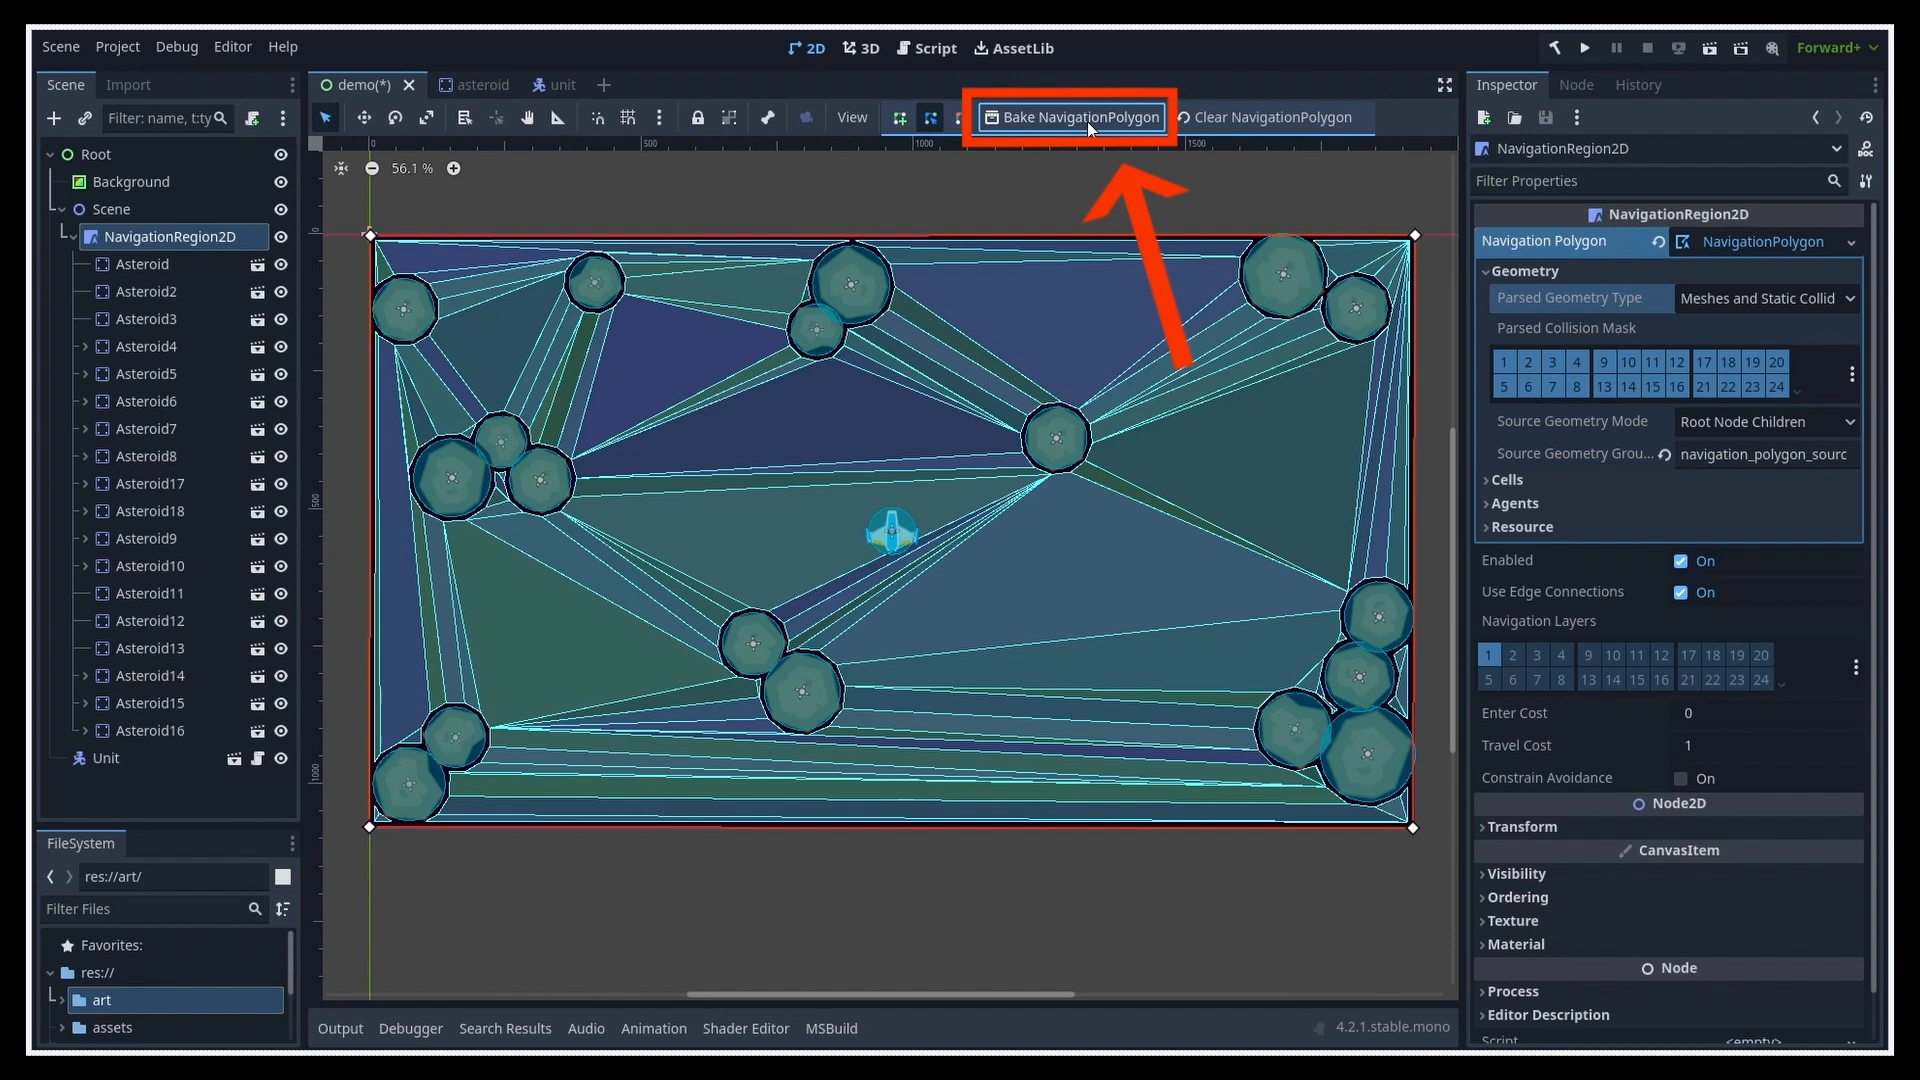 Scene Project Debug Editor Help
2D 3D Script AssetLib
Forward+
Scene Import
demo(*) asteroid unit
Inspector Node History
Filter: name, t:ty
View
Bake NavigationPolygon
Clear NavigationPolygon
0 500 1000 1500
56.1 %
0
500
1000
Root
Background
Scene
NavigationRegion2D
Asteroid
Asteroid2
Asteroid3
Asteroid4
Asteroid5
Asteroid6
Asteroid7
Asteroid8
Asteroid17
Asteroid18
Asteroid9
Asteroid10
Asteroid11
Asteroid12
Asteroid13
Asteroid14
Asteroid15
Asteroid16
Unit
FileSystem
res://art/
Filter Files
Favorites:
res://
art
assets
Output Debugger Search Results Audio Animation Shader Editor MSBuild
4.2.1.stable.mono
NavigationRegion2D
DOC
Filter Properties
NavigationRegion2D
Navigation Polygon NavigationPolygon
Geometry
Parsed Geometry Type Meshes and Static Collid
Parsed Collision Mask
1 2 3 4 9 10 11 12 17 18 19 20
5 6 7 8 13 14 15 16 21 22 23 24
Source Geometry Mode Root Node Children
Source Geometry Grou... navigation_polygon_sourc
Cells
Agents
Resource
Enabled On
Use Edge Connections On
Navigation Layers
1 2 3 4 9 10 11 12 17 18 19 20
5 6 7 8 13 14 15 16 21 22 23 24
Enter Cost 0
Travel Cost 1
Constrain Avoidance On
Node2D
Transform
CanvasItem
Visibility
Ordering
Texture
Material
Node
Process
Editor Description
Script <empty>